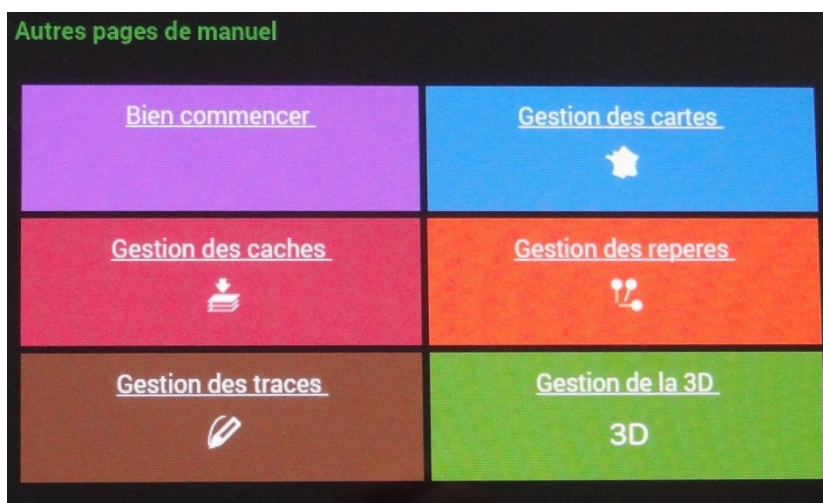 Autres pages de manuel
Bien commencer
Gestion des cartes
Gestion des caches
Gestion des reperes
Gestion des traces
Gestion de la 3D
3D